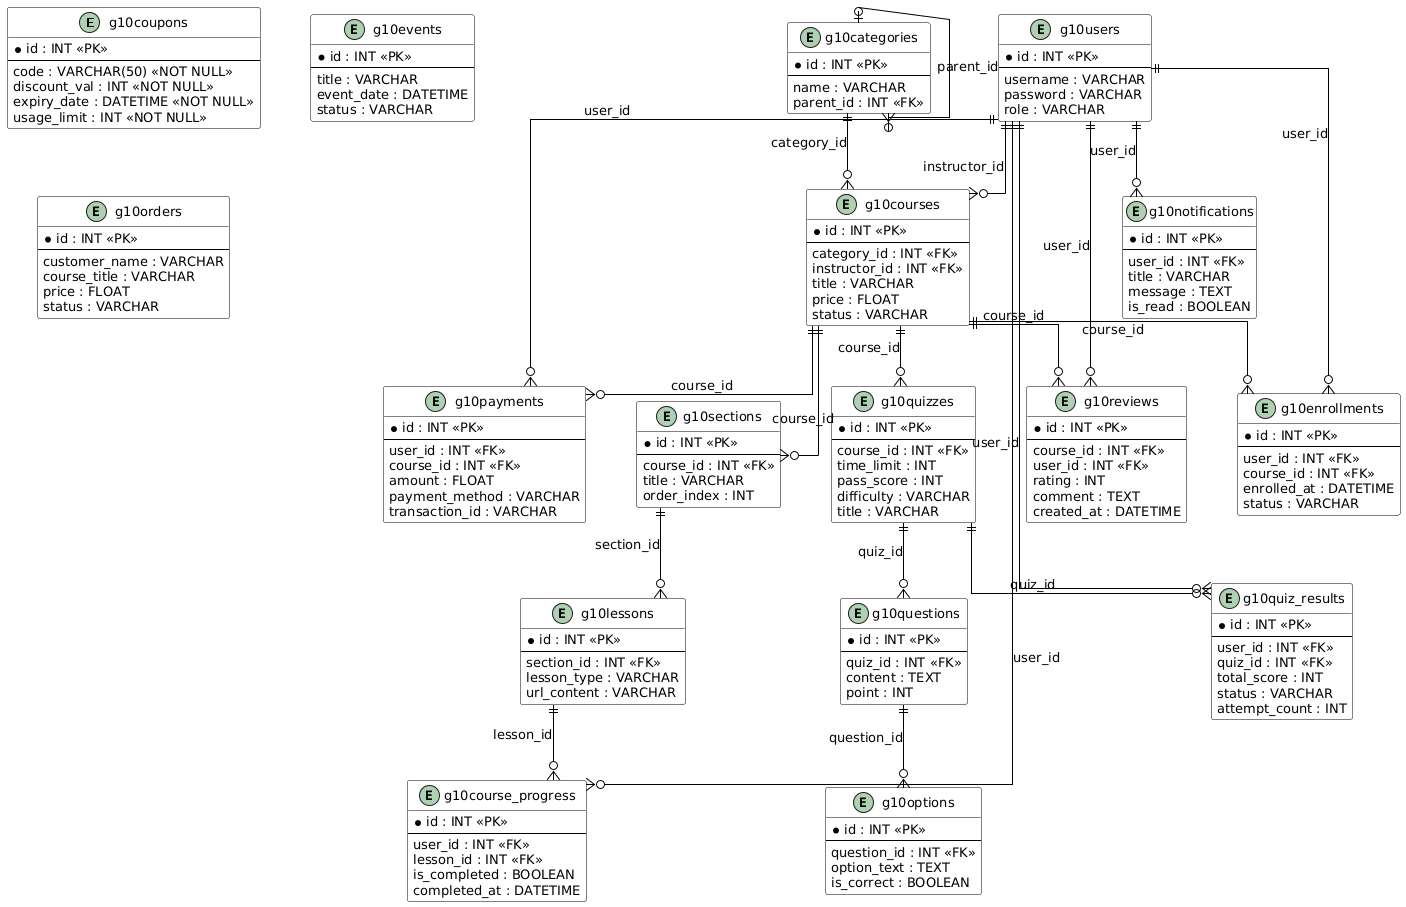 E g10coupons
id : INT «PK»
code : VARCHAR(50) «NOT NULL»
discount_val : INT «NOT NULL»
expiry_date : DATETIME «NOT NULL»
usage_limit : INT «NOT NULL»
E g10events
id : INT «PK»
title : VARCHAR
event_date : DATETIME
status : VARCHAR
E g10categories
id : INT «PK»
name : VARCHAR
parent_id : INT «FK»
parent_id
E g10users
id : INT «PK»
username : VARCHAR
password : VARCHAR
role : VARCHAR
user_id
category_id
instructor_id
user_id
user_id
E g10orders
id : INT «PK»
customer_name : VARCHAR
course_title : VARCHAR
price : FLOAT
status : VARCHAR
E g10courses
id : INT «PK»
category_id : INT «FK»
instructor_id : INT «FK»
title : VARCHAR
price : FLOAT
status : VARCHAR
user_id
E g10notifications
id : INT «PK»
user_id : INT «FK»
title : VARCHAR
message : TEXT
is_read : BOOLEAN
course_id
course_id
course_id
course_id
course_id
E g10payments
id : INT «PK»
user_id : INT «FK»
course_id : INT «FK»
amount : FLOAT
payment_method : VARCHAR
transaction_id : VARCHAR
E g10sections
id : INT «PK»
course_id : INT «FK»
title : VARCHAR
order_index : INT
E g10quizzes
id : INT «PK»
course_id : INT «FK»
time_limit : INT
pass_score : INT
difficulty : VARCHAR
title : VARCHAR
user_id
E g10reviews
id : INT «PK»
course_id : INT «FK»
user_id : INT «FK»
rating : INT
comment : TEXT
created_at : DATETIME
E g10enrollments
id : INT «PK»
user_id : INT «FK»
course_id : INT «FK»
enrolled_at : DATETIME
status : VARCHAR
section_id
quiz_id
quiz_id
E g10lessons
id : INT «PK»
section_id : INT «FK»
lesson_type : VARCHAR
url_content : VARCHAR
E g10questions
id : INT «PK»
quiz_id : INT «FK»
content : TEXT
point : INT
user_id
E g10quiz_results
id : INT «PK»
user_id : INT «FK»
quiz_id : INT «FK»
total_score : INT
status : VARCHAR
attempt_count : INT
lesson_id
question_id
E g10course_progress
id : INT «PK»
user_id : INT «FK»
lesson_id : INT «FK»
is_completed : BOOLEAN
completed_at : DATETIME
E g10options
id : INT «PK»
question_id : INT «FK»
option_text : TEXT
is_correct : BOOLEAN